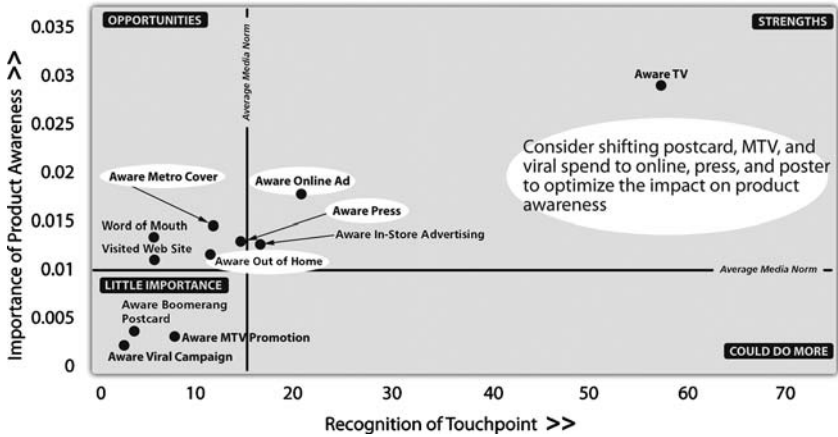 OPPORTUNITIES
STRENGTHS
Average Media Norm
Importance of Product Awareness >>
0.035
0.03
0.02
0.015
0.01
0.005
0
Aware TV
Consider shifting postcard, MTV, and
viral spend to online, press, and poster
to optimize the impact on product
awareness
Aware Metro Cover
Aware Online Ad
Aware Press
Word of Mouth
Aware In-Store Advertising
Visited Web Site
Aware Out of Home
Average Media Norm
LITTLE IMPORTANCE
Aware Boomerang
Postcard
Aware MTV Promotion
Aware Viral Campaign
COULD DO MORE
0 10 20 30 40 50 60 70
Recognition of Touchpoint >>